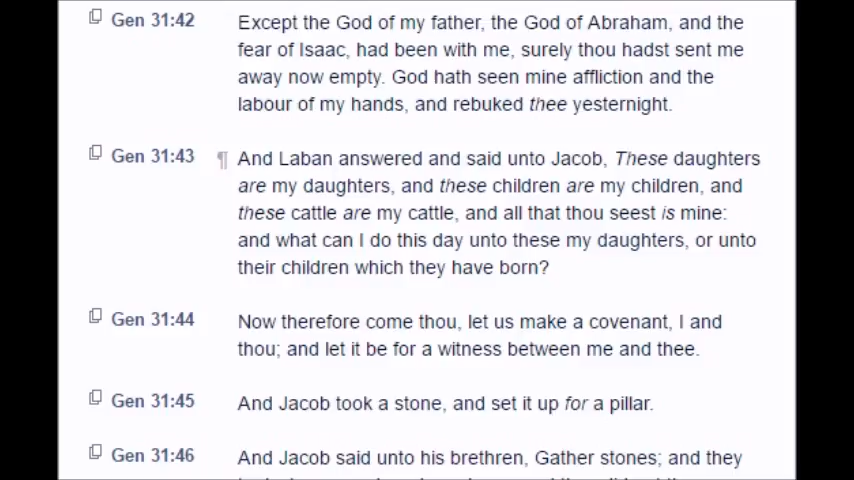 Gen 31:42 Except the God of my father, the God of Abraham, and the
fear of Isaac, had been with me, surely thou hadst sent me
away now empty. God hath seen mine affliction and the
labour of my hands, and rebuked thee yesternight.
Gen 31:43 ¶ And Laban answered and said unto Jacob, These daughters
are my daughters, and these children are my children, and
these cattle are my cattle, and all that thou seest is mine:
and what can I do this day unto these my daughters, or unto
their children which they have born?
Gen 31:44 Now therefore come thou, let us make a covenant, I and
thou; and let it be for a witness between me and thee.
Gen 31:45 And Jacob took a stone, and set it up for a pillar.
Gen 31:46 And Jacob said unto his brethren, Gather stones; and they